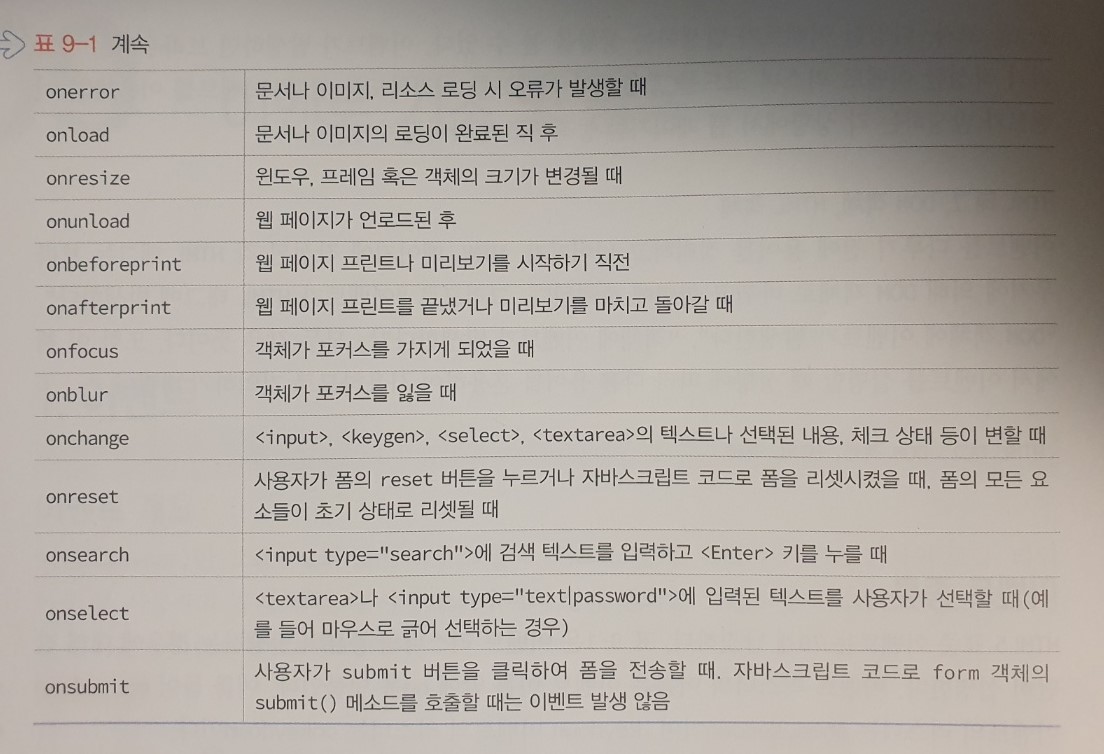 표 9-1 계속
onerror 문서나 이미지, 리소스 로딩 시 오류가 발생할 때
onload 문서나 이미지의 로딩이 완료된 직 후
onresize 윈도우, 프레임 혹은 객체의 크기가 변경될 때
onunload 웹 페이지가 언로드된 후
onbeforeprint 웹 페이지 프린트나 미리보기를 시작하기 직전
onafterprint 웹 페이지 프린트를 끝냈거나 미리보기를 마치고 돌아갈 때
onfocus 객체가 포커스를 가지게 되었을 때
onblur 객체가 포커스를 잃을 때
onchange <input>, <keygen>, <select>, <textarea>의 텍스트나 선택된 내용, 체크 상태 등이 변할 때
onreset 사용자가 폼의 reset 버튼을 누르거나 자바스크립트 코드로 폼을 리셋시켰을 때, 폼의 모든 요
소들이 초기 상태로 리셋될 때
onsearch <input type="search">에 검색 텍스트를 입력하고 <Enter> 키를 누를 때
onselect <textarea>나 <input type="text|password">에 입력된 텍스트를 사용자가 선택할 때(예
를 들어 마우스로 긁어 선택하는 경우)
onsubmit 사용자가 submit 버튼을 클릭하여 폼을 전송할 때. 자바스크립트 코드로 form 객체의
submit() 메소드를 호출할 때는 이벤트 발생 않음